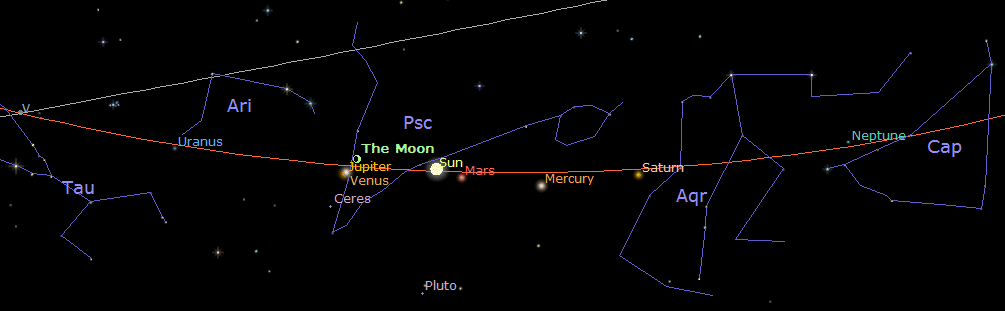 V
Ari
Psc
Uranus
The Moon
Neptune
Cap
Jupiter
Sun
Venus
Mars
Mercury
Saturn
Tau
Ceres
Aqr
Pluto